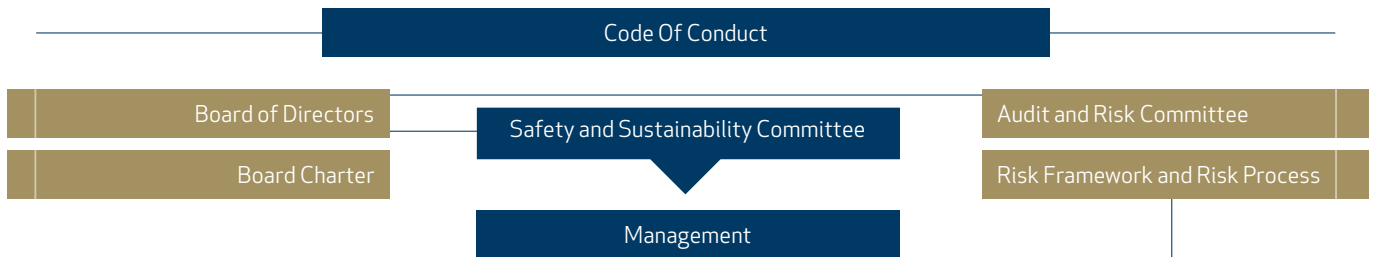 Code Of Conduct
Board of Directors
Safety and Sustainability Committee
Audit and Risk Committee
Board Charter
Risk Framework and Risk Process
Management